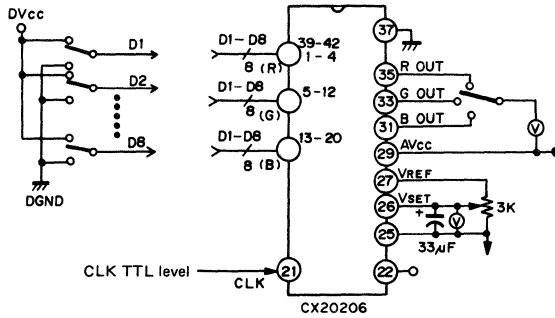 DVcc
D1
D2
D8
DGND
D1-D8
8 (R)
39-42
1-4
D1-D8
8 (G)
5-12
D1-D8
8 (B)
13-20
CLK TTL level
CLK
21
37
35
R OUT
33
G OUT
31
B OUT
V
29
AVcc
27
VREF
26
VSET
V
3K
+
33µF
25
22
CX20206